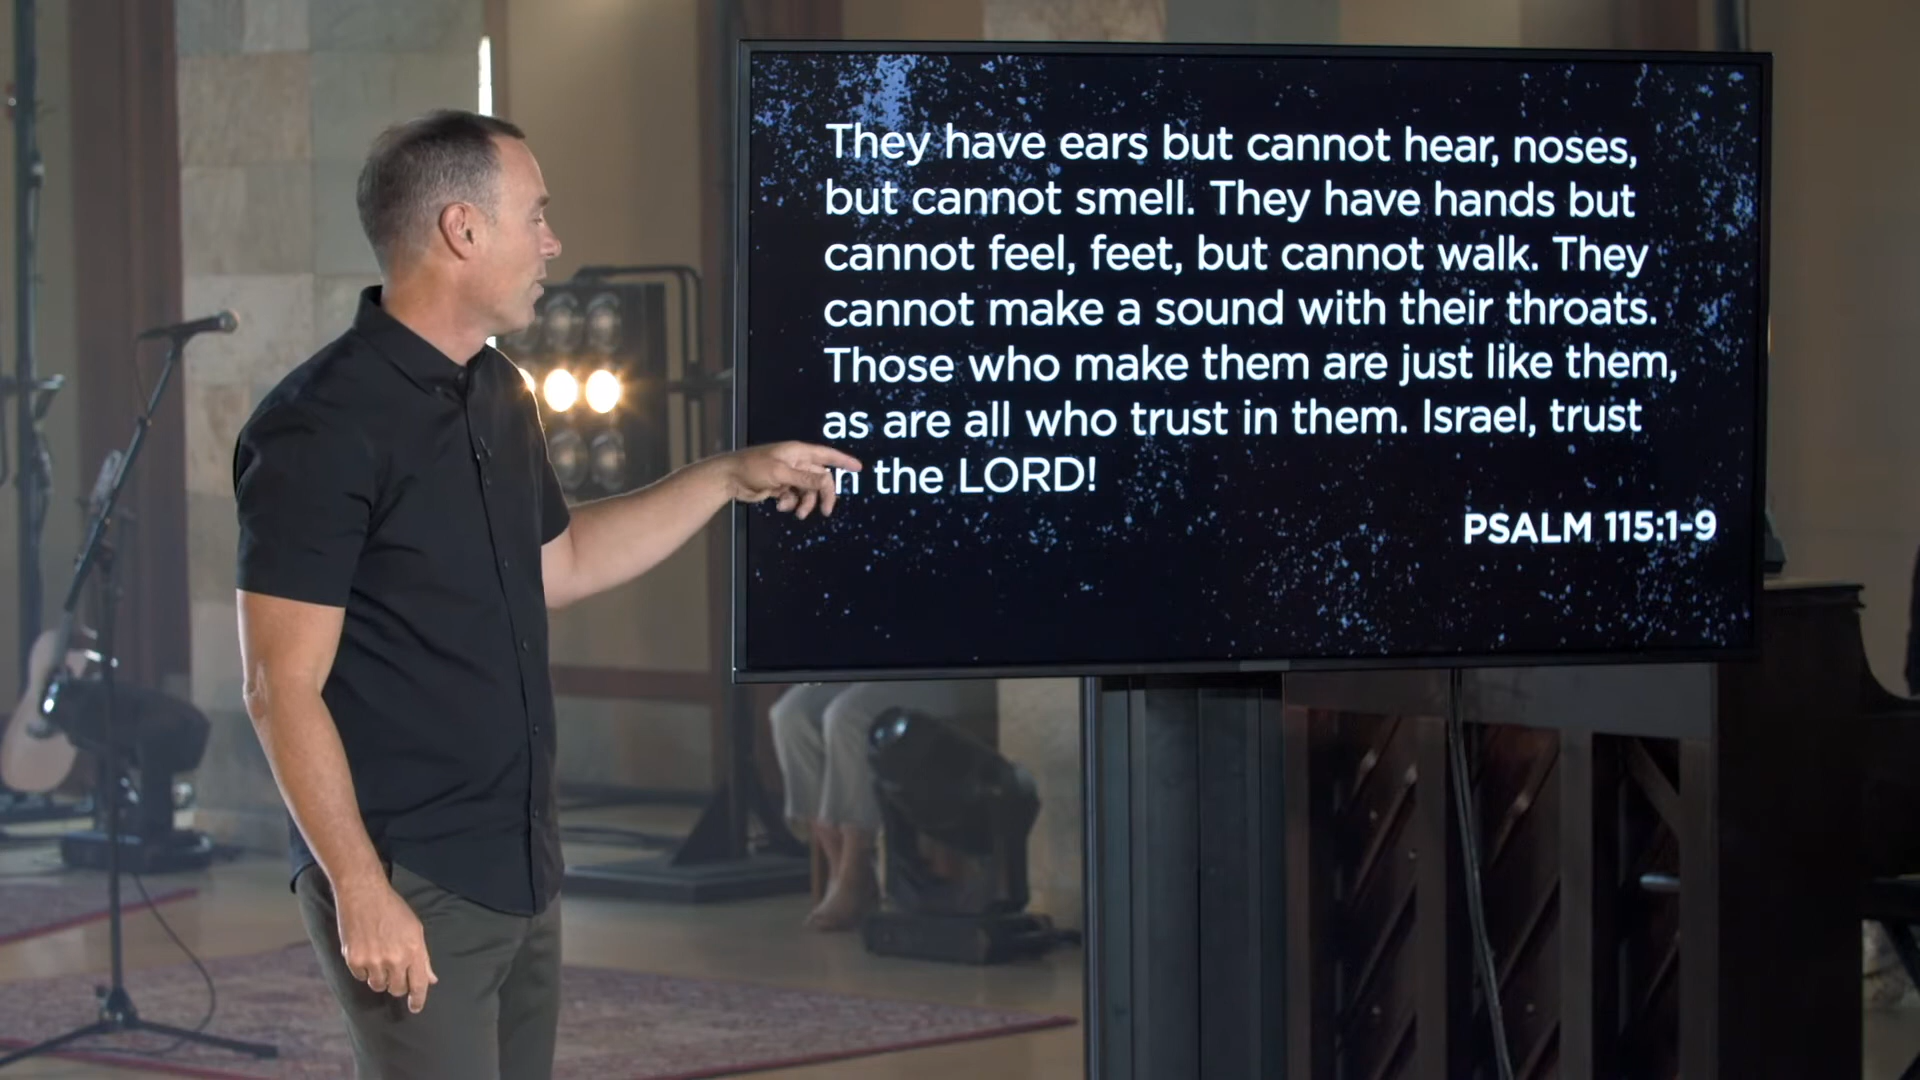 They have ears but cannot hear, noses,
but cannot smell. They have hands but
cannot feel, feet, but cannot walk. They
cannot make a sound with their throats.
Those who make them are just like them,
as are all who trust in them. Israel, trust
in the LORD!
PSALM 115:1-9